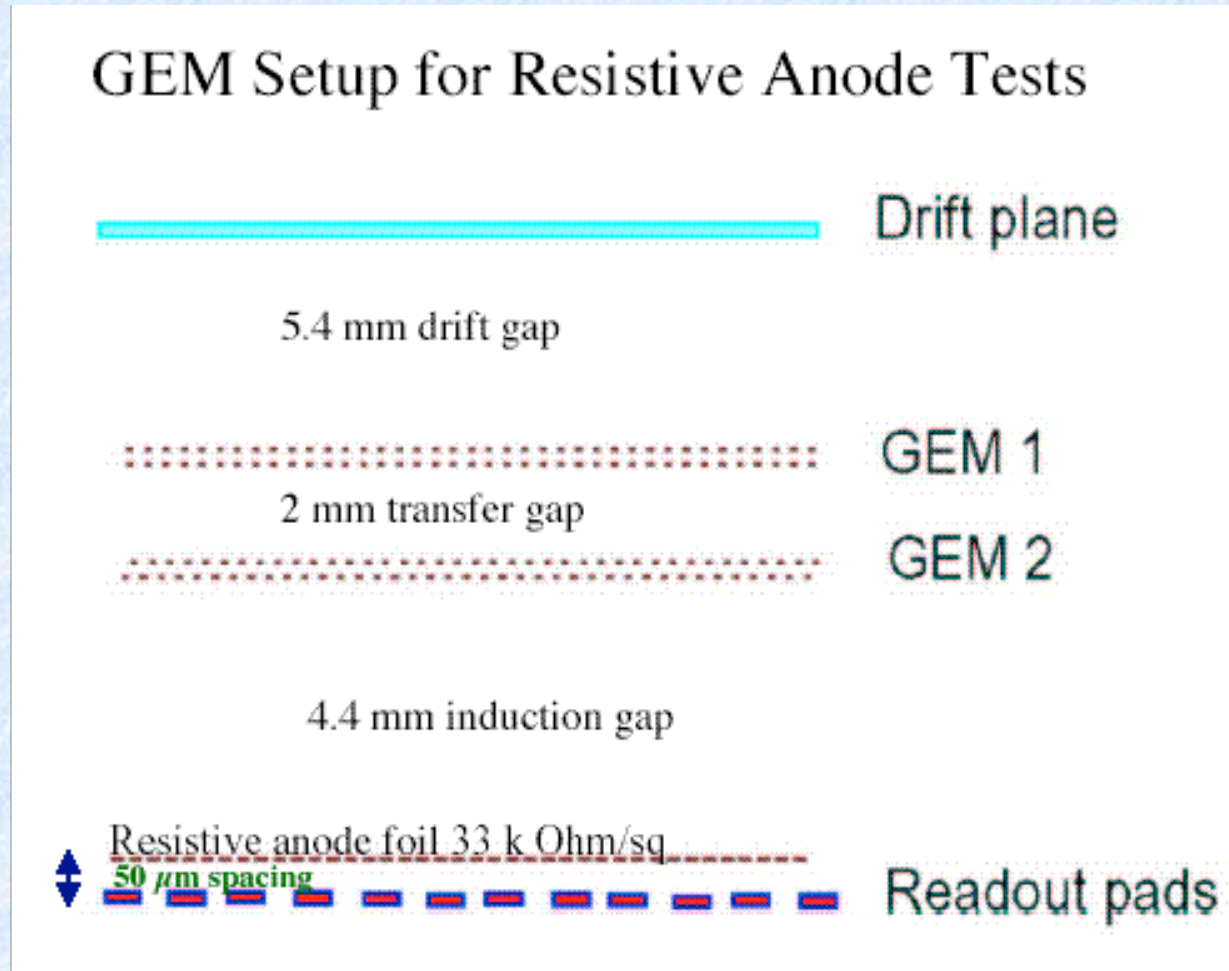 GEM Setup for Resistive Anode Tests
Drift plane
5.4 mm drift gap
GEM 1
2 mm transfer gap
GEM 2
4.4 mm induction gap
Resistive anode foil 33 k Ohm/sq
50 µm spacing
Readout pads